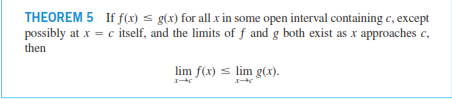 THEOREM 5 If f(x) ≤ g(x) for all x in some open interval containing c, except
possibly at x = c itself, and the limits of f and g both exist as x approaches c,
then
lim f(x) ≤ lim g(x).
x→c x→c